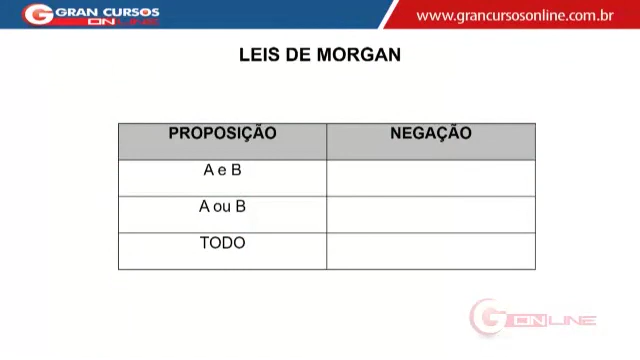 GRAN CURSOS
ONLINE
www.grancursosonline.com.br
LEIS DE MORGAN
PROPOSIÇÃO NEGAÇÃO
A e B
A ou B
TODO
G ONLINE